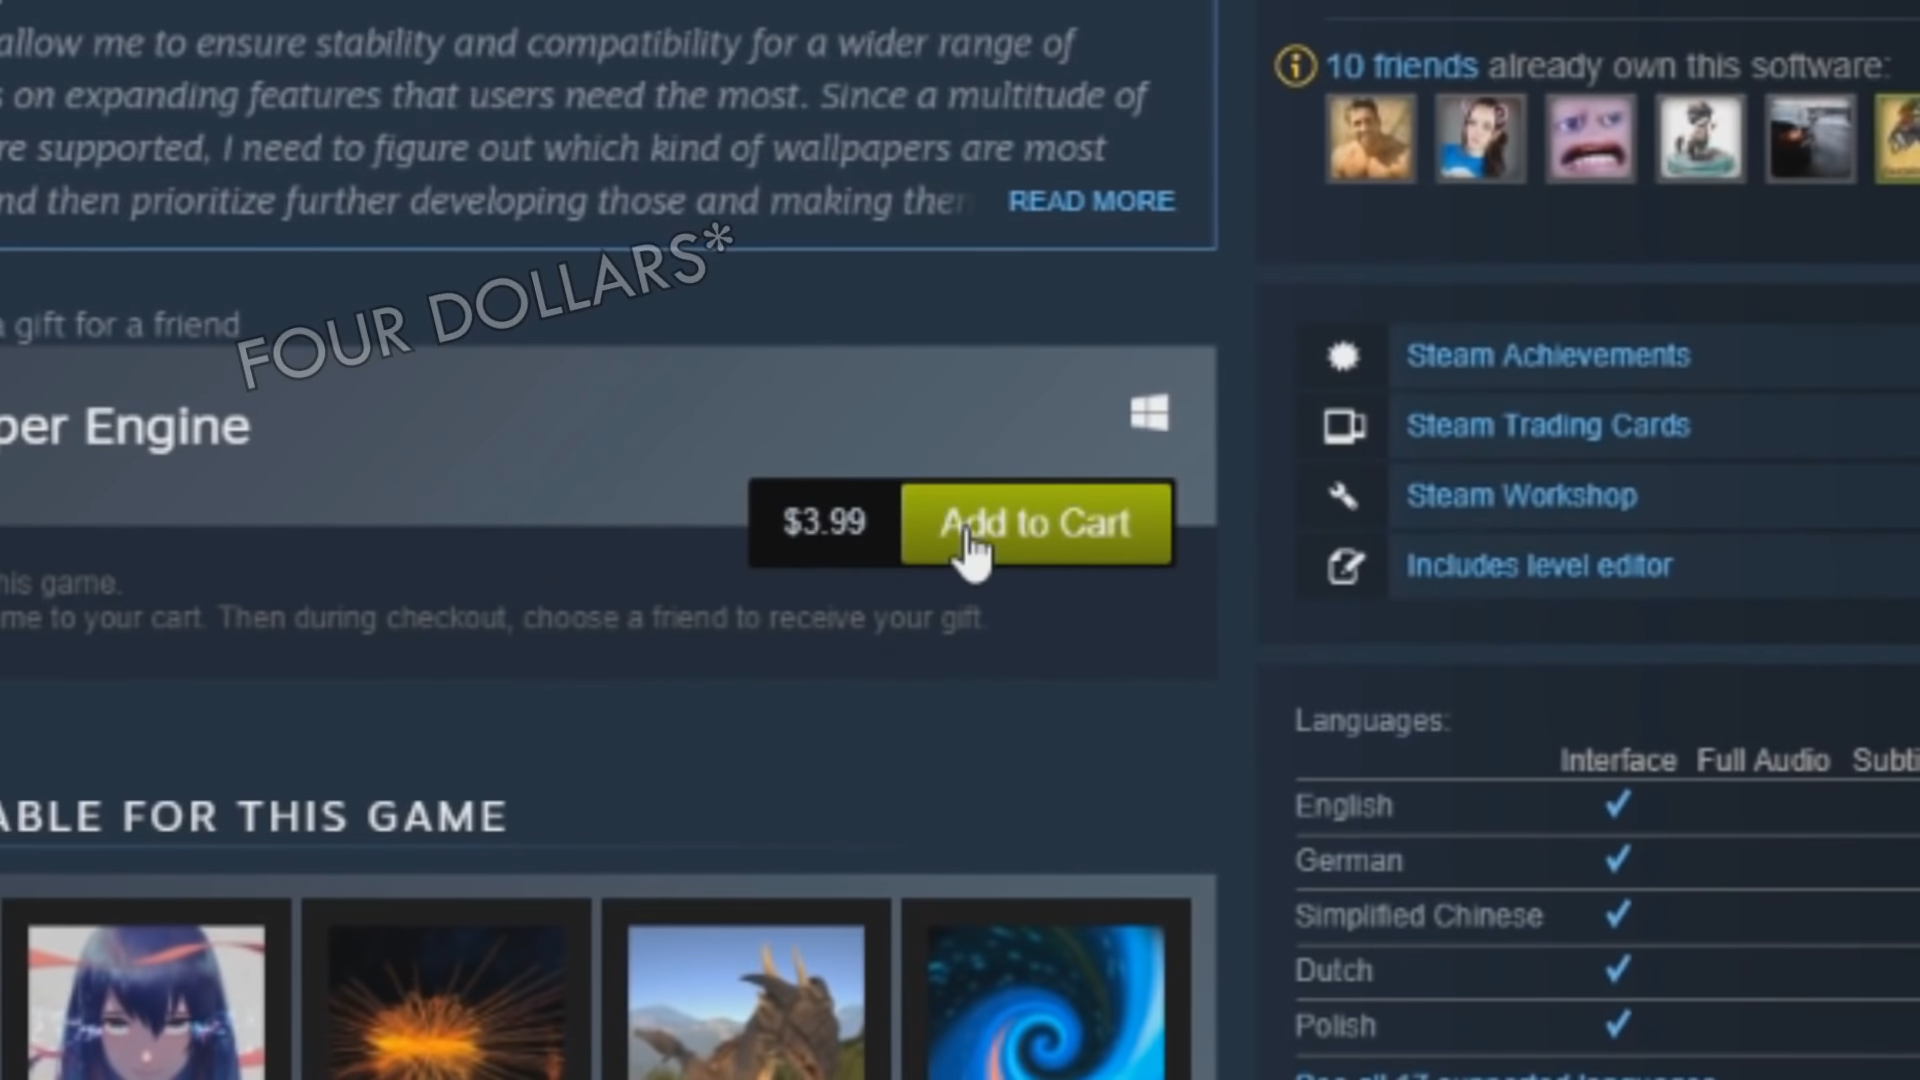 allow me to ensure stability and compatibility for a wider range of
on expanding features that users need the most. Since a multitude of
re supported, I need to figure out which kind of wallpapers are most
nd then prioritize further developing those and making ther
READ MORE
FOUR DOLLARS*
gift for a friend
per Engine
$3.99
Add to Cart
his game.
me to your cart. Then during checkout, choose a friend to receive your gift.
ABLE FOR THIS GAME
10 friends already own this software:
Steam Achievements
Steam Trading Cards
Steam Workshop
Includes level editor
Languages:
Interface Full Audio Subti
English
German
Simplified Chinese
Dutch
Polish